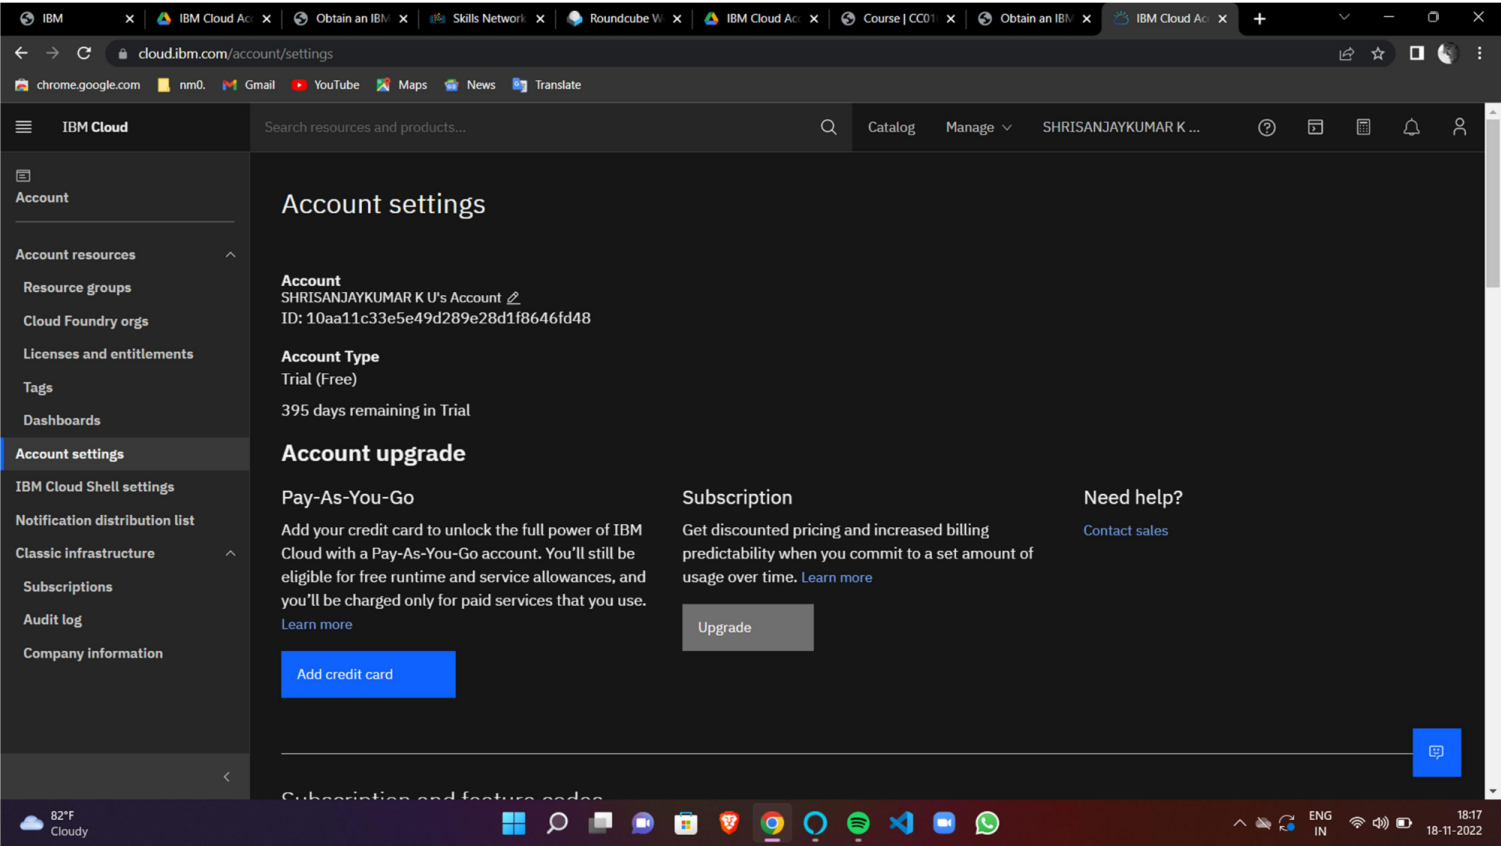 IBM
IBM Cloud Acc
Obtain an IBM
Skills Network
Roundcube W
IBM Cloud Acc
Course | CC01
Obtain an IBM
IBM Cloud Acc
cloud.ibm.com/account/settings
chrome.google.com
nm0.
Gmail
YouTube
Maps
News
Translate
IBM Cloud
Search resources and products...
Catalog
Manage
SHRISANJAYKUMAR K ...
Account
Account resources
Resource groups
Cloud Foundry orgs
Licenses and entitlements
Tags
Dashboards
Account settings
IBM Cloud Shell settings
Notification distribution list
Classic infrastructure
Subscriptions
Audit log
Company information
Account settings
Account
SHRISANJAYKUMAR K U's Account
ID: 10aa11c33e5e49d289e28d1f8646fd48
Account Type
Trial (Free)
395 days remaining in Trial
Account upgrade
Pay-As-You-Go
Add your credit card to unlock the full power of IBM
Cloud with a Pay-As-You-Go account. You'll still be
eligible for free runtime and service allowances, and
you'll be charged only for paid services that you use.
Learn more
Add credit card
Subscription
Get discounted pricing and increased billing
predictability when you commit to a set amount of
usage over time. Learn more
Upgrade
Need help?
Contact sales
Subscription and feature codes
82°F
Cloudy
ENG
IN
18:17
18-11-2022